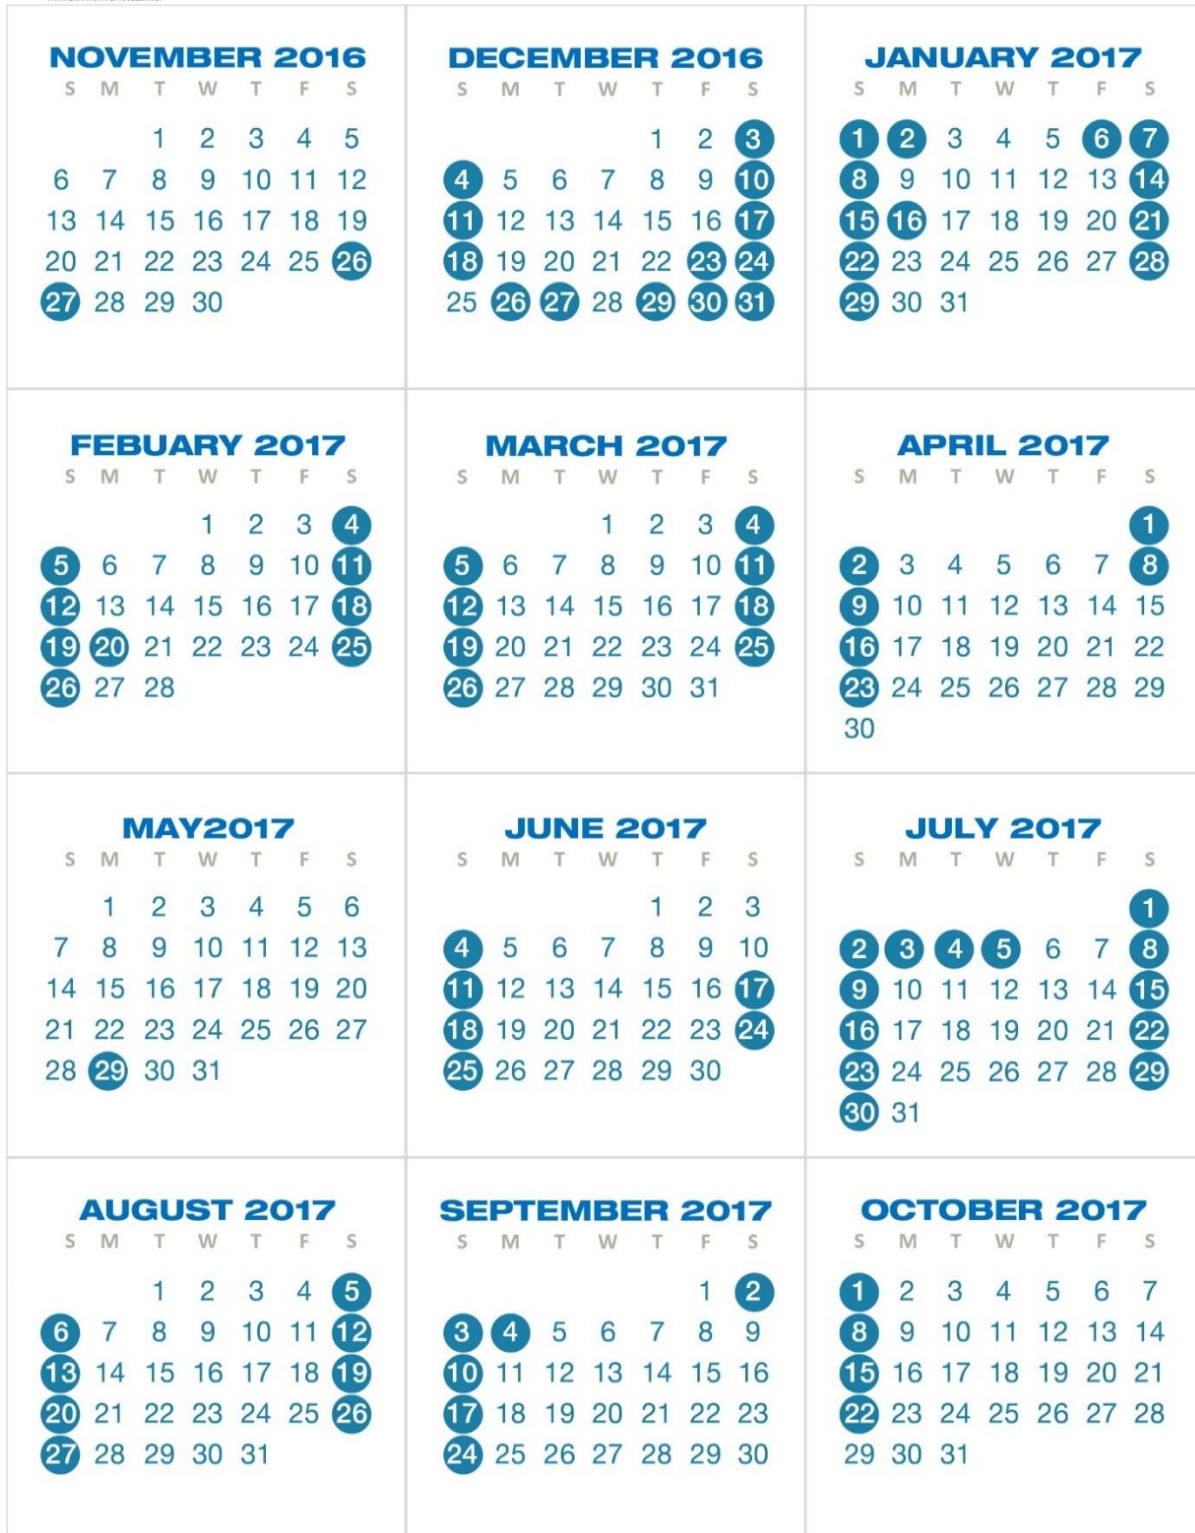 NOVEMBER 2016
S M T W T F S
1 2 3 4 5
6 7 8 9 10 11 12
13 14 15 16 17 18 19
20 21 22 23 24 25 26
27 28 29 30
DECEMBER 2016
S M T W T F S
1 2 3
4 5 6 7 8 9 10
11 12 13 14 15 16 17
18 19 20 21 22 23 24
25 26 27 28 29 30 31
JANUARY 2017
S M T W T F S
1 2 3 4 5 6 7
8 9 10 11 12 13 14
15 16 17 18 19 20 21
22 23 24 25 26 27 28
29 30 31
FEBUARY 2017
S M T W T F S
1 2 3 4
5 6 7 8 9 10 11
12 13 14 15 16 17 18
19 20 21 22 23 24 25
26 27 28
MARCH 2017
S M T W T F S
1 2 3 4
5 6 7 8 9 10 11
12 13 14 15 16 17 18
19 20 21 22 23 24 25
26 27 28 29 30 31
APRIL 2017
S M T W T F S
1
2 3 4 5 6 7 8
9 10 11 12 13 14 15
16 17 18 19 20 21 22
23 24 25 26 27 28 29
30
MAY2017
S M T W T F S
1 2 3 4 5 6
7 8 9 10 11 12 13
14 15 16 17 18 19 20
21 22 23 24 25 26 27
28 29 30 31
JUNE 2017
S M T W T F S
1 2 3
4 5 6 7 8 9 10
11 12 13 14 15 16 17
18 19 20 21 22 23 24
25 26 27 28 29 30
JULY 2017
S M T W T F S
1
2 3 4 5 6 7 8
9 10 11 12 13 14 15
16 17 18 19 20 21 22
23 24 25 26 27 28 29
30 31
AUGUST 2017
S M T W T F S
1 2 3 4 5
6 7 8 9 10 11 12
13 14 15 16 17 18 19
20 21 22 23 24 25 26
27 28 29 30 31
SEPTEMBER 2017
S M T W T F S
1 2
3 4 5 6 7 8 9
10 11 12 13 14 15 16
17 18 19 20 21 22 23
24 25 26 27 28 29 30
OCTOBER 2017
S M T W T F S
1 2 3 4 5 6 7
8 9 10 11 12 13 14
15 16 17 18 19 20 21
22 23 24 25 26 27 28
29 30 31